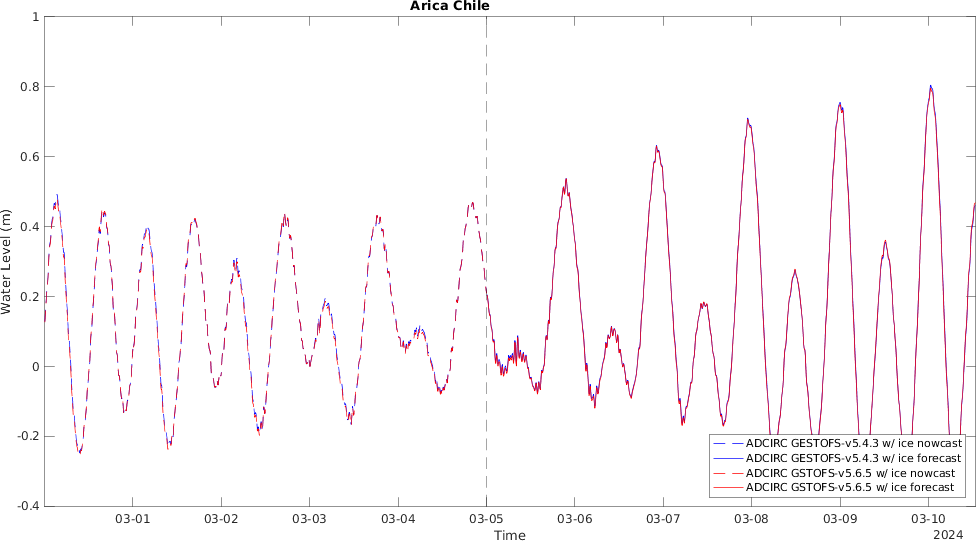 Arica Chile
Water Level (m)
1
0.8
0.6
0.4
0.2
0
-0.2
-0.4
ADCIRC GESTOFS-v5.4.3 w/ ice nowcast
ADCIRC GESTOFS-v5.4.3 w/ ice forecast
ADCIRC GSTOFS-v5.6.5 w/ ice nowcast
ADCIRC GSTOFS-v5.6.5 w/ ice forecast
03-01 03-02 03-03 03-04 03-05 03-06 03-07 03-08 03-09 03-10
Time
2024